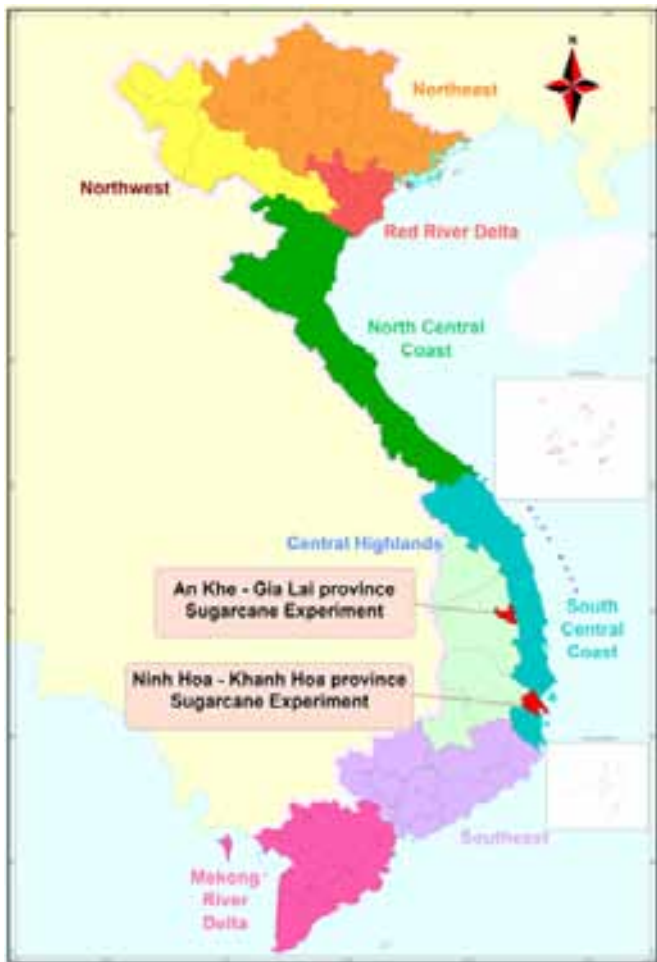 N
Northeast
Northwest
Red River Delta
North Central
Coast
Central Highlands
An Khe - Gia Lai province
Sugarcane Experiment
South
Central
Coast
Ninh Hoa - Khanh Hoa province
Sugarcane Experiment
Southeast
Mekong
River
Delta